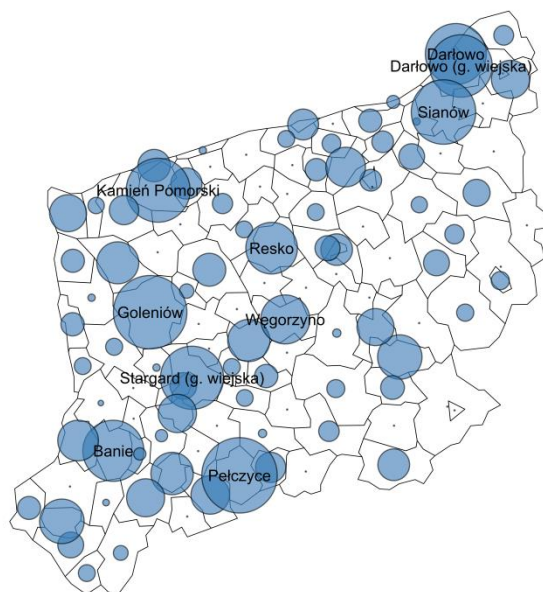 Darłowo
Darłowo (g. wiejska)
Sianów
Kamień Pomorski
Resko
Goleniów
Węgorzyno
Stargard (g. wiejska)
Banie
Pełczyce